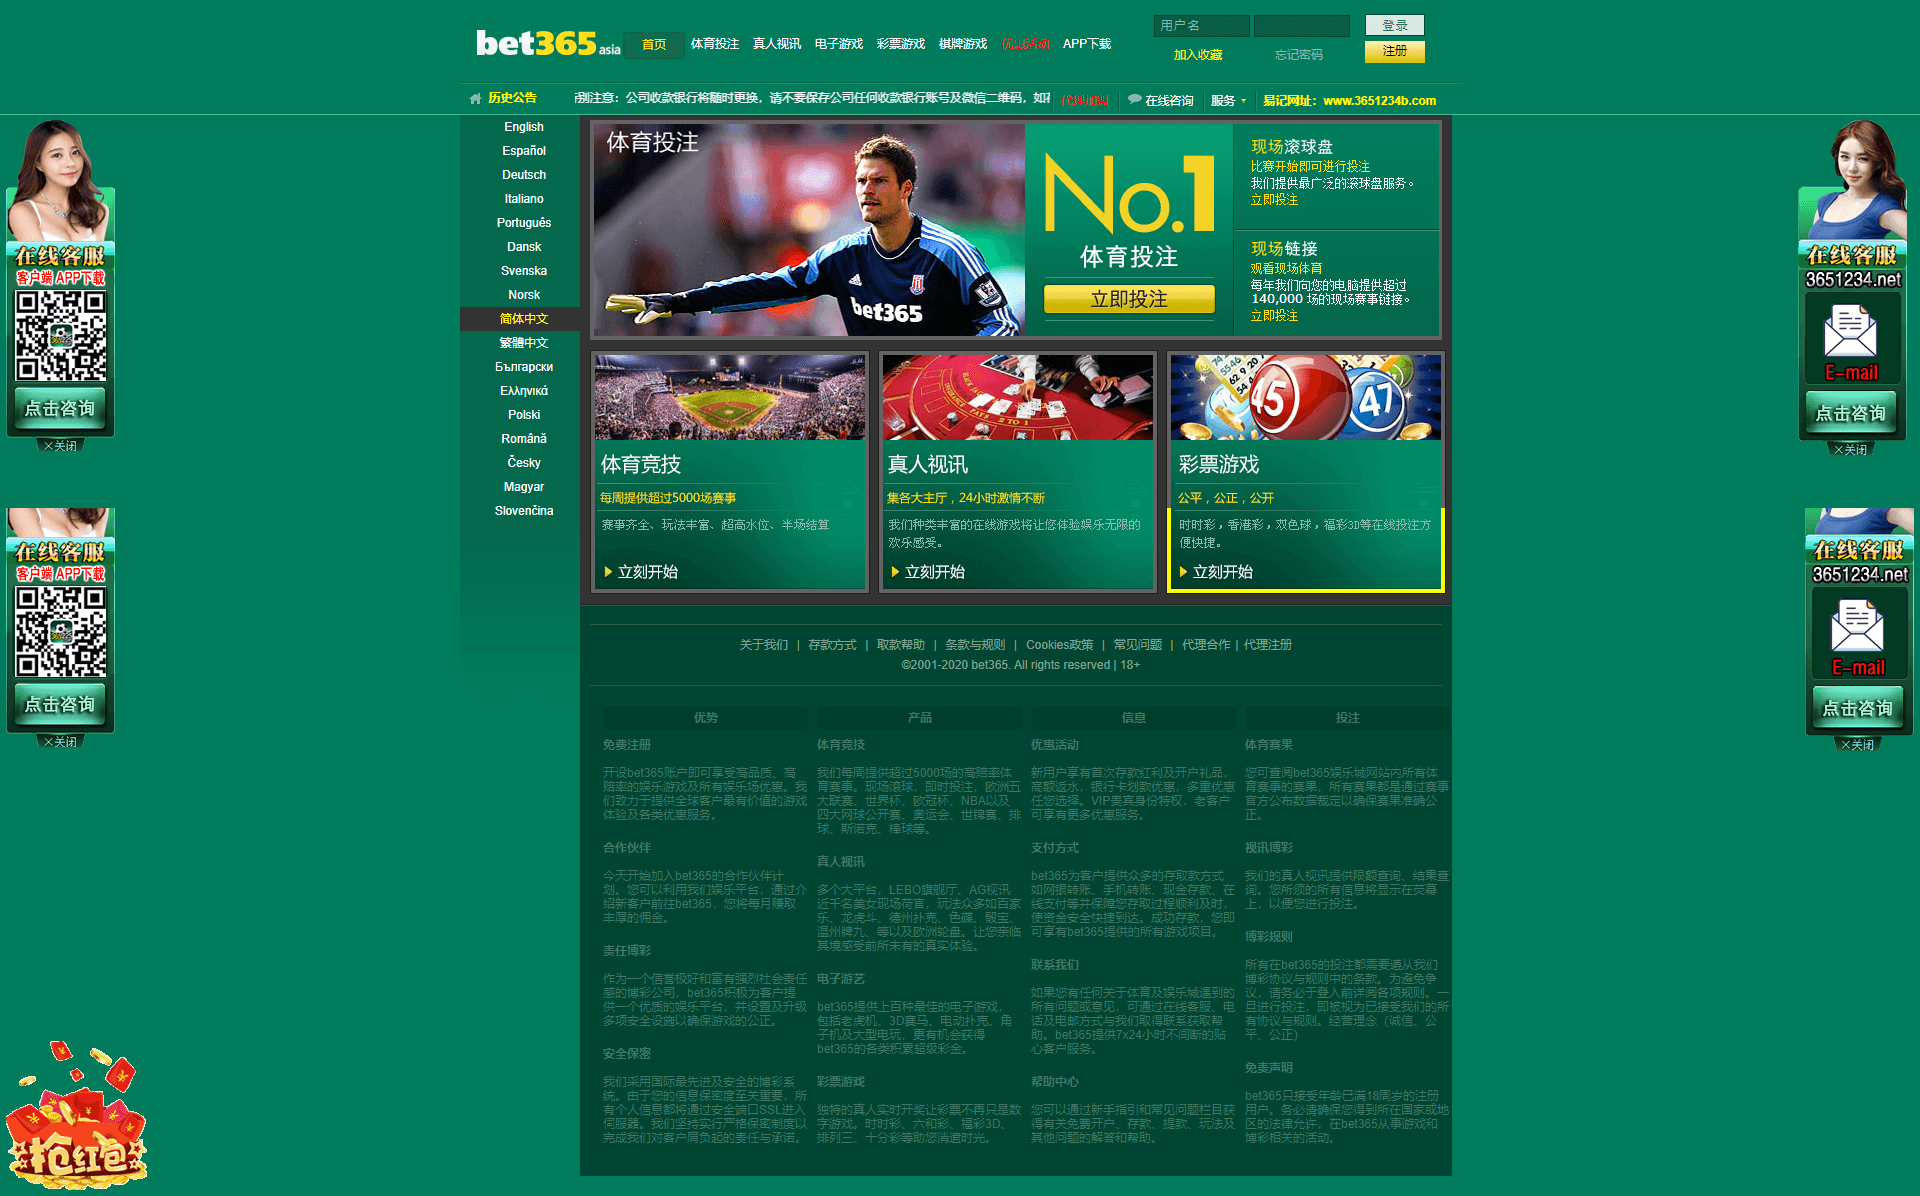 bet365 asia
首页
体育投注
真人视讯
电子游戏
彩票游戏
棋牌游戏
优惠活动
APP下载
用户名
登录
加入收藏
忘记密码
注册
历史公告
别注意：公司收款银行将随时更换，请不要保存公司任何收款银行账号及微信二维码，如在
代理加盟
在线咨询
服务
易记网址：www.3651234b.com
English
Español
Deutsch
Italiano
Português
Dansk
Svenska
Norsk
简体中文
繁體中文
Български
Ελληνικά
Polski
Română
Česky
Magyar
Slovenčina
在线客服
客户端 APP下载
点击咨询
×关闭
在线客服
客户端 APP下载
点击咨询
×关闭
抢红包
体育投注
bet365
No.1
体育投注
立即投注
现场滚球盘
比赛开始即可进行投注
我们提供最广泛的滚球盘服务。
立即投注
现场链接
观看现场体育
每年我们向您的电脑提供超过
140,000 场的现场赛事链接。
立即投注
体育竞技
每周提供超过5000场赛事
赛事齐全、玩法丰富、超高水位、半场结算
立刻开始
真人视讯
集各大主厅，24小时激情不断
我们种类丰富的在线游戏将让您体验娱乐无限的
欢乐感受。
立刻开始
45
47
彩票游戏
公平，公正，公开
时时彩，香港彩，双色球，福彩3D等在线投注方
便快捷。
立刻开始
在线客服
3651234.net
E-mail
点击咨询
×关闭
在线客服
3651234.net
E-mail
点击咨询
×关闭
关于我们 | 存款方式 | 取款帮助 | 条款与规则 | Cookies政策 | 常见问题 | 代理合作 | 代理注册
©2001-2020 bet365. All rights reserved | 18+
优势
免费注册
开设bet365账户即可享受高品质、高
赔率的娱乐游戏及所有娱乐场优惠。我
们致力于提供全球客户最有价值的游戏
体验及各类优惠服务。
合作伙伴
今天开始加入bet365的合作伙伴计
划。您可以利用我们娱乐平台，通过介
绍新客户前往bet365，您将每月赚取
丰厚的佣金。
责任博彩
作为一个信誉极好和富有强烈社会责任
感的博彩公司，bet365积极为客户提
供一个优质的娱乐平台，并设置及升级
多项安全设施以确保游戏的公正。
安全保密
我们采用国际最先进及安全的博彩系
统。由于您的信息保密度至关重要，所
有个人信息都将通过安全端口SSL进入
伺服器。我们坚持实行严格保密制度以
完成我们对客户肩负起的责任与承诺。
产品
体育竞技
我们每周提供超过5000场的高赔率体
育赛事。现场滚球，即时投注，欧洲五
大联赛、世界杯、欧冠杯、NBA以及
四大网球公开赛、奥运会、世锦赛、排
球、斯诺克、棒球等。
真人视讯
多个大平台，LEBO旗舰厅、AG视讯
近千名美女现场荷官，玩法众多如百家
乐、龙虎斗、德州扑克、色碟、骰宝、
温州牌九、等以及欧洲轮盘。让您亲临
其境感受前所未有的真实体验。
电子游艺
bet365提供上百种最佳的电子游戏，
包括老虎机、3D赛马、电动扑克、角
子机及大型电玩，更有机会获得
bet365的各类积累超级彩金。
彩票游戏
独特的真人实时开奖让彩票不再只是数
字游戏。时时彩、六和彩、福彩3D、
排列三、十分彩等助您消遣时光。
信息
优惠活动
新用户享有首次存款红利及开户礼品，
高额返水，银行卡划款优惠，多重优惠
任您选择。VIP贵宾身份特权，老客户
可享有更多优惠服务。
支付方式
bet365为客户提供众多的存取款方式
如网银转账、手机转账、现金存款、在
线支付等并保障您存取过程顺利及时，
使资金安全快捷到达。成功存款，您即
可享有bet365提供的所有游戏项目。
联系我们
如果您有任何关于体育及娱乐城遇到的
所有问题或意见，可通过在线客服、电
话及电邮方式与我们取得联系获取帮
助。bet365提供7x24小时不间断的贴
心客户服务。
帮助中心
您可以通过新手指引和常见问题栏目获
得有关免费开户、存款、提款、玩法及
其他问题的解答和帮助。
投注
体育赛果
您可查阅bet365娱乐城网站内所有体
育赛事的赛果，所有赛果都是通过赛事
官方公布数据裁定以确保赛果准确公
正。
视讯博彩
我们的真人视讯提供限额查询、结果查
询。您所须的所有信息将显示在荧幕
上，以便您进行投注。
博彩规则
所有在bet365的投注都需要遵从我们
博彩协议与规则中的条款。为避免争
议，请务必于登入前详阅各项规则。一
旦进行投注，即被视为已接受我们的所
有协议与规则。经营理念（诚信、公
平、公正）
免责声明
bet365只接受年龄已满18周岁的注册
用户。务必请确保您得到所在国家或地
区的法律允许，在bet365从事游戏和
博彩相关的活动。